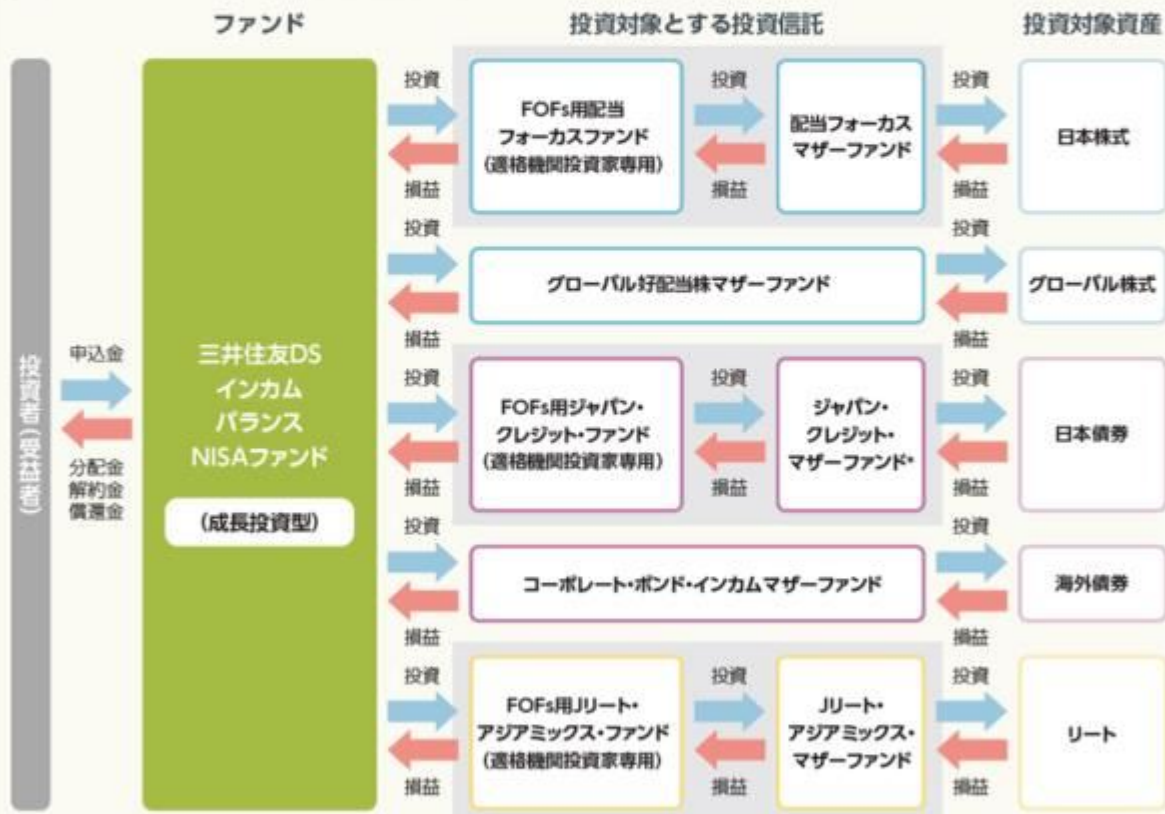 ファンド
投資対象とする投資信託
投資対象資産
投資者(受益者)
申込金
分配金
解約金
償還金
三井住友DS
インカム
バランス
NISAファンド
(成長投資型)
投資
損益
FOFs用配当
フォーカスファンド
(適格機関投資家専用)
投資
損益
配当フォーカス
マザーファンド
投資
損益
日本株式
投資
損益
グローバル好配当株マザーファンド
投資
損益
グローバル株式
投資
損益
FOFs用ジャパン・
クレジット・ファンド
(適格機関投資家専用)
投資
損益
ジャパン・
クレジット・
マザーファンド*
投資
損益
日本債券
投資
損益
コーポレート・ボンド・インカムマザーファンド
投資
損益
海外債券
投資
損益
FOFs用Jリート・
アジアミックス・ファンド
(適格機関投資家専用)
投資
損益
Jリート・
アジアミックス・
マザーファンド
投資
損益
リート